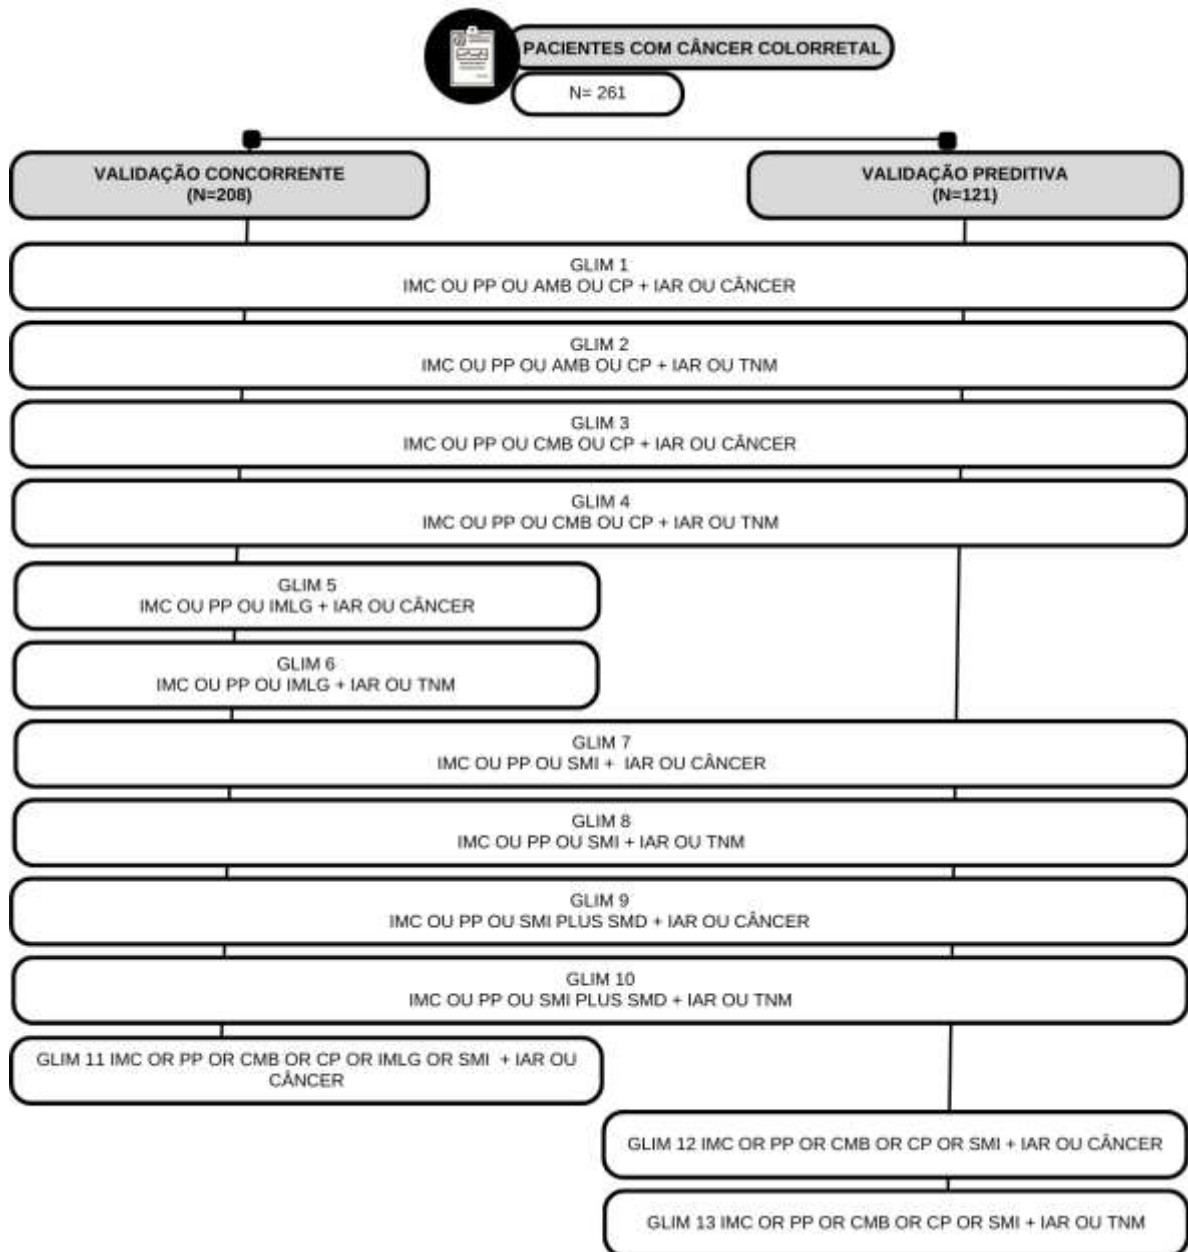 PACIENTES COM CÂNCER COLORRETAL
N= 261
VALIDAÇÃO CONCORRENTE
(N=208)
VALIDAÇÃO PREDITIVA
(N=121)
GLIM 1
IMC OU PP OU AMB OU CP + IAR OU CÂNCER
GLIM 2
IMC OU PP OU AMB OU CP + IAR OU TNM
GLIM 3
IMC OU PP OU CMB OU CP + IAR OU CÂNCER
GLIM 4
IMC OU PP OU CMB OU CP + IAR OU TNM
GLIM 5
IMC OU PP OU IMLG + IAR OU CÂNCER
GLIM 6
IMC OU PP OU IMLG + IAR OU TNM
GLIM 7
IMC OU PP OU SMI + IAR OU CÂNCER
GLIM 8
IMC OU PP OU SMI + IAR OU TNM
GLIM 9
IMC OU PP OU SMI PLUS SMD + IAR OU CÂNCER
GLIM 10
IMC OU PP OU SMI PLUS SMD + IAR OU TNM
GLIM 11 IMC OR PP OR CMB OR CP OR IMLG OR SMI + IAR OU
CÂNCER
GLIM 12 IMC OR PP OR CMB OR CP OR SMI + IAR OU CÂNCER
GLIM 13 IMC OR PP OR CMB OR CP OR SMI + IAR OU TNM